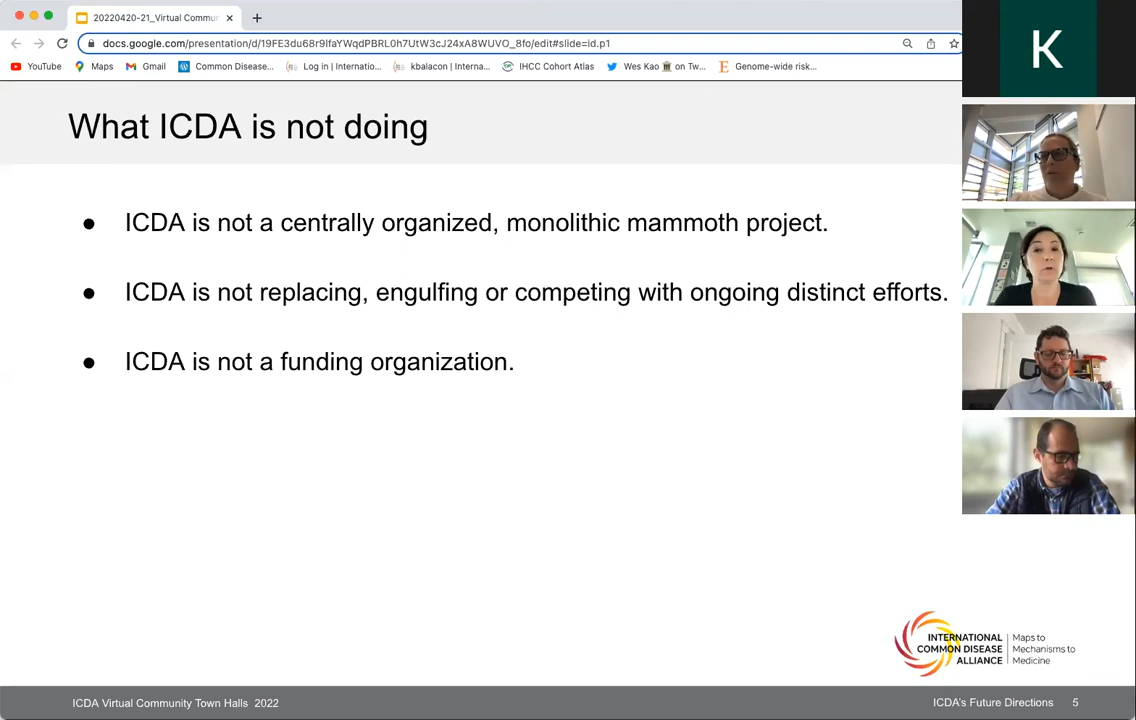 20220420-21_Virtual Commun
docs.google.com/presentation/d/19FE3du68r9IfaYWqdPBRL0h7UtW3cJ24xA8WUVO_8fo/edit#slide=id.p1
YouTube
Maps
Gmail
Common Disease...
Log in | Internatio...
kbalacon | Interna...
IHCC Cohort Atlas
Wes Kao 🏛 on Tw...
Genome-wide risk...
K
What ICDA is not doing
● ICDA is not a centrally organized, monolithic mammoth project.
● ICDA is not replacing, engulfing or competing with ongoing distinct efforts.
● ICDA is not a funding organization.
INTERNATIONAL
COMMON DISEASE
ALLIANCE
Maps to
Mechanisms to
Medicine
ICDA Virtual Community Town Halls 2022
ICDA's Future Directions 5